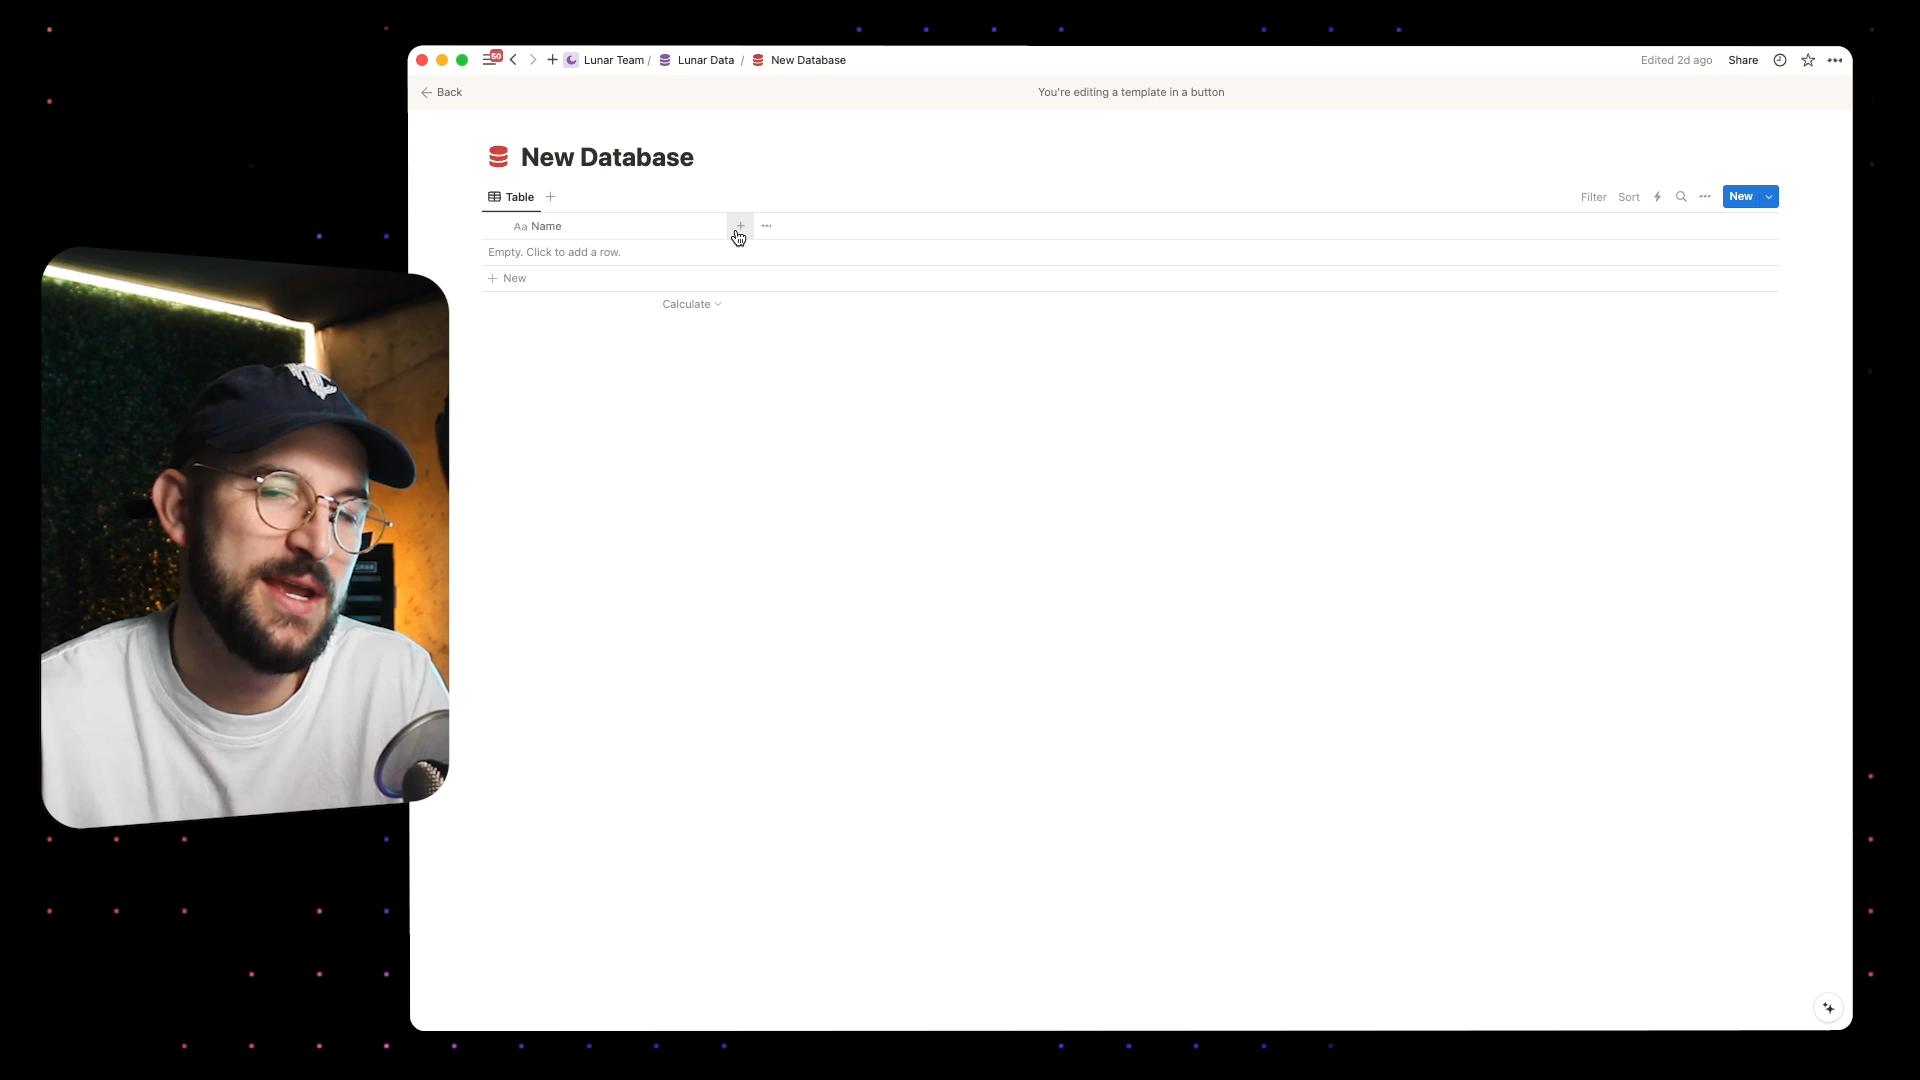 50
Lunar Team / Lunar Data / New Database
Edited 2d ago
Share
Back
You're editing a template in a button
New Database
Table
Filter
Sort
New
Aa Name
Empty. Click to add a row.
New
Calculate